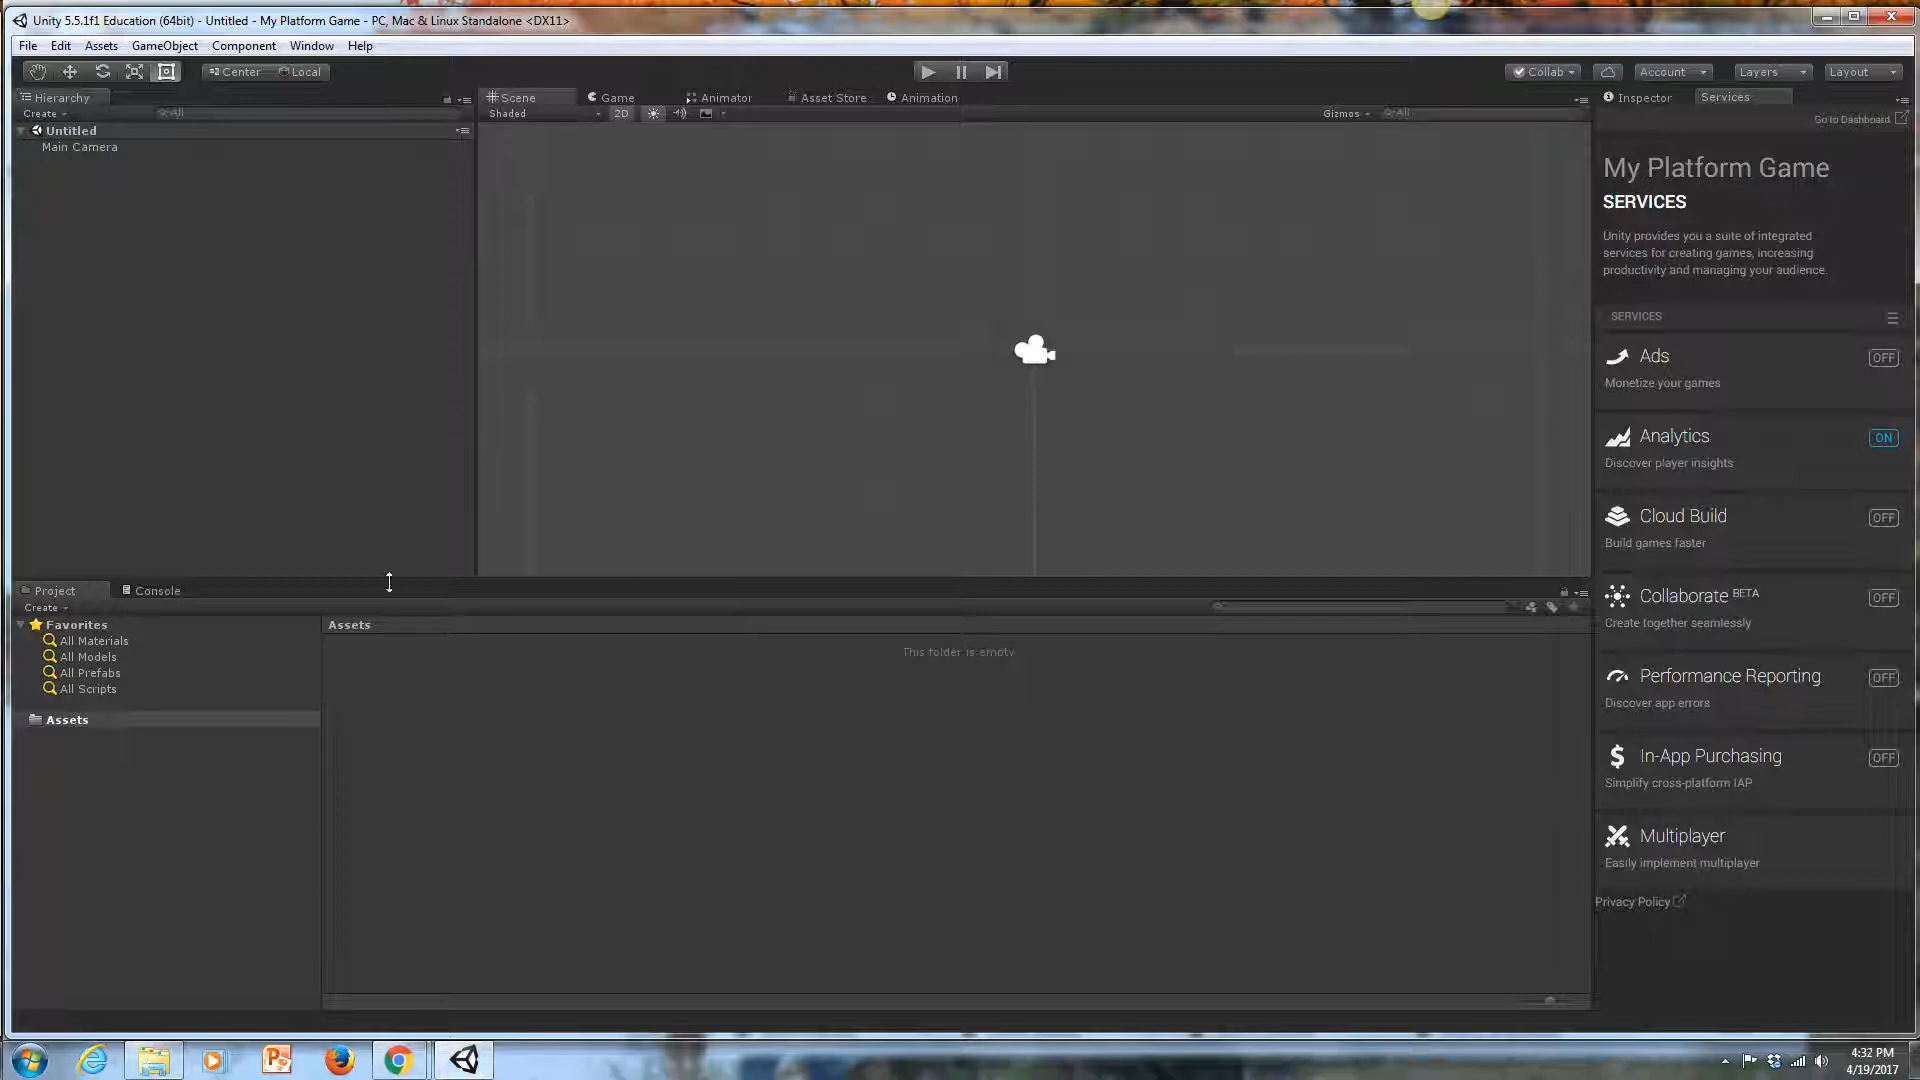 Unity 5.5.1f1 Education (64bit) - Untitled - My Platform Game - PC, Mac & Linux Standalone <DX11>
File Edit Assets GameObject Component Window Help
Center Local Collab Account Layers Layout
Hierarchy Scene Game Animator Asset Store Animation Inspector Services
Create All Shaded 2D Gizmos All Go to Dashboard
Untitled
Main Camera
My Platform Game
SERVICES
Unity provides you a suite of integrated
services for creating games, increasing
productivity and managing your audience.
SERVICES
Ads OFF
Monetize your games
Analytics ON
Discover player insights
Cloud Build OFF
Build games faster
Collaborate BETA OFF
Create together seamlessly
Performance Reporting OFF
Discover app errors
In-App Purchasing OFF
Simplify cross-platform IAP
Multiplayer
Easily implement multiplayer
Privacy Policy
Project Console
Create
Favorites Assets
All Materials
This folder is empty
All Models
All Prefabs
All Scripts
Assets
4:32 PM
4/19/2017